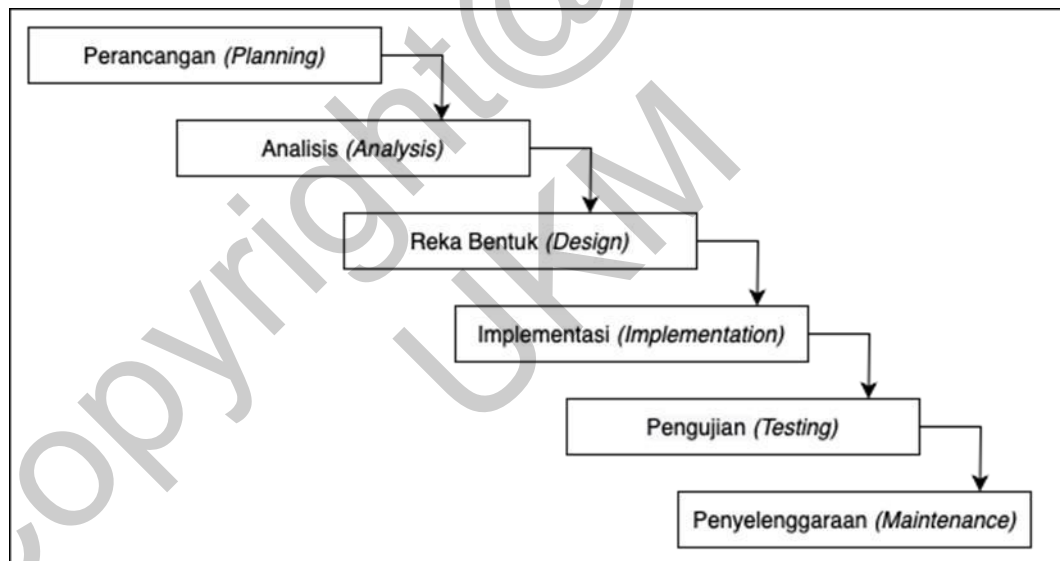 Perancangan (Planning)
Analisis (Analysis)
Reka Bentuk (Design)
Implementasi (Implementation)
Pengujian (Testing)
Penyelenggaraan (Maintenance)
Copyright@
UKM